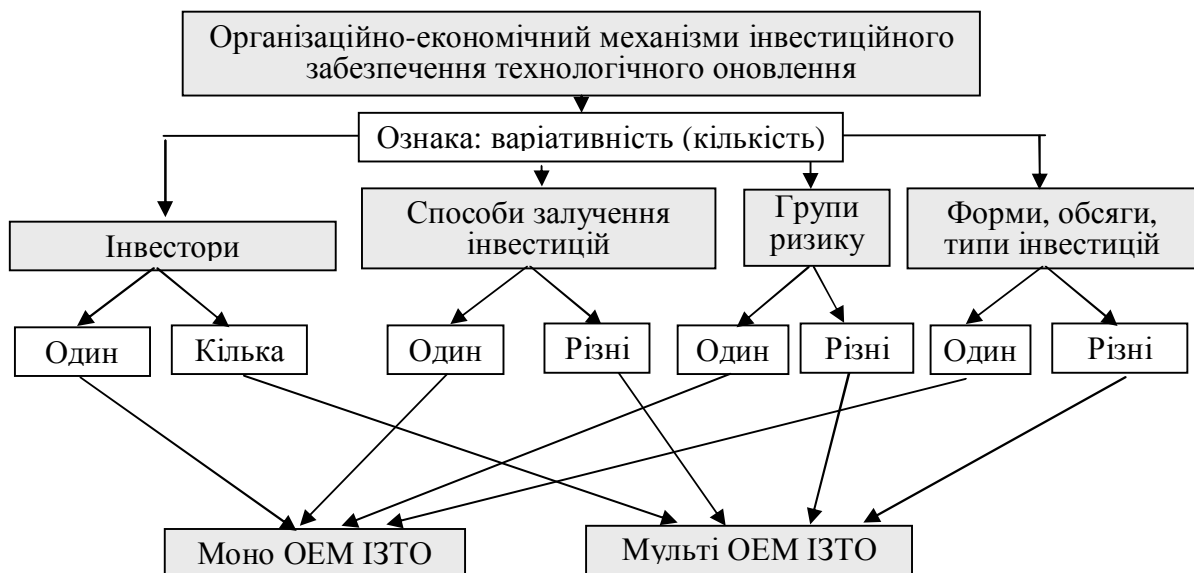 Організаційно-економічний механізми інвестиційного
забезпечення технологічного оновлення
Ознака: варіативність (кількість)
Інвестори
Способи залучення
інвестицій
Групи
ризику
Форми, обсяги,
типи інвестицій
Один
Кілька
Один
Різні
Один
Різні
Один
Різні
Моно ОЕМ ІЗТО
Мульті ОЕМ ІЗТО